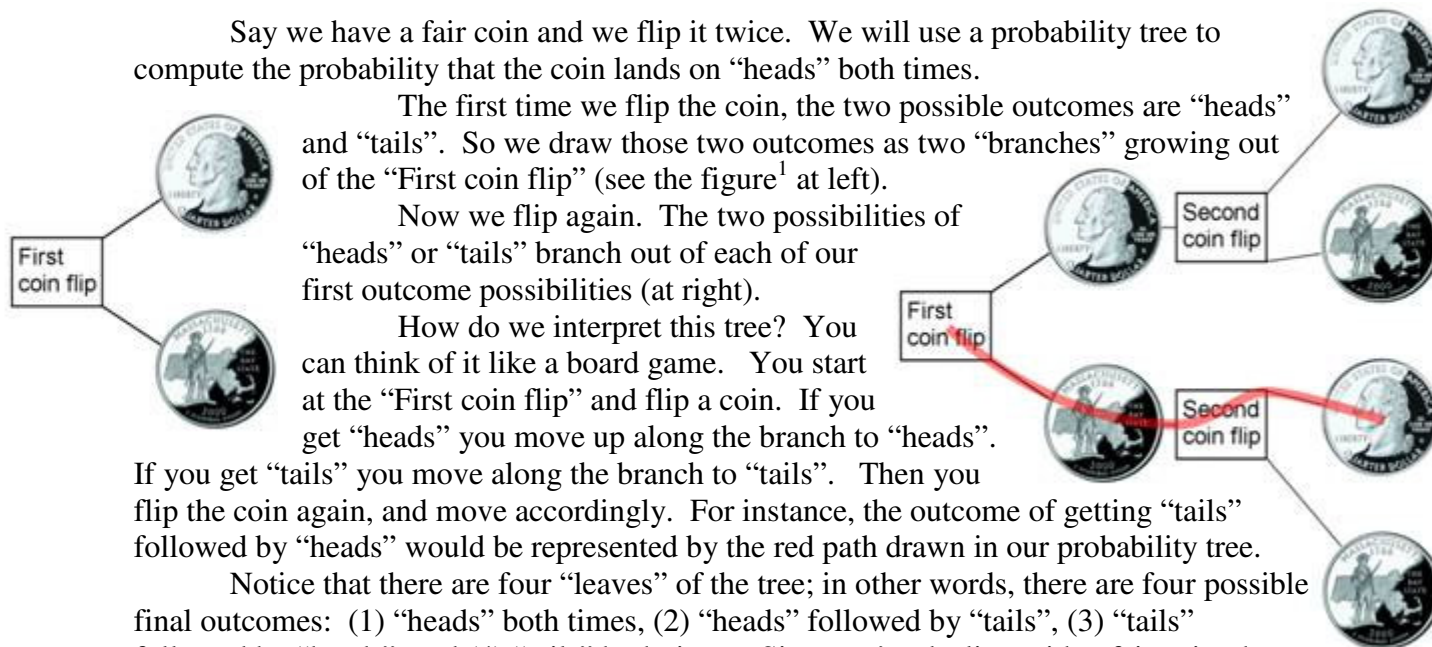 Say we have a fair coin and we flip it twice. We will use a probability tree to
compute the probability that the coin lands on “heads” both times.
The first time we flip the coin, the two possible outcomes are “heads”
and “tails”. So we draw those two outcomes as two “branches” growing out
of the “First coin flip” (see the figure¹ at left).
Now we flip again. The two possibilities of
“heads” or “tails” branch out of each of our
first outcome possibilities (at right).
How do we interpret this tree? You
can think of it like a board game. You start
at the “First coin flip” and flip a coin. If you
get “heads” you move up along the branch to “heads”.
If you get “tails” you move along the branch to “tails”. Then you
flip the coin again, and move accordingly. For instance, the outcome of getting “tails”
followed by “heads” would be represented by the red path drawn in our probability tree.
Notice that there are four “leaves” of the tree; in other words, there are four possible
final outcomes: (1) “heads” both times, (2) “heads” followed by “tails”, (3) “tails”
First
coin flip
First
coin flip
Second
coin flip
Second
coin flip